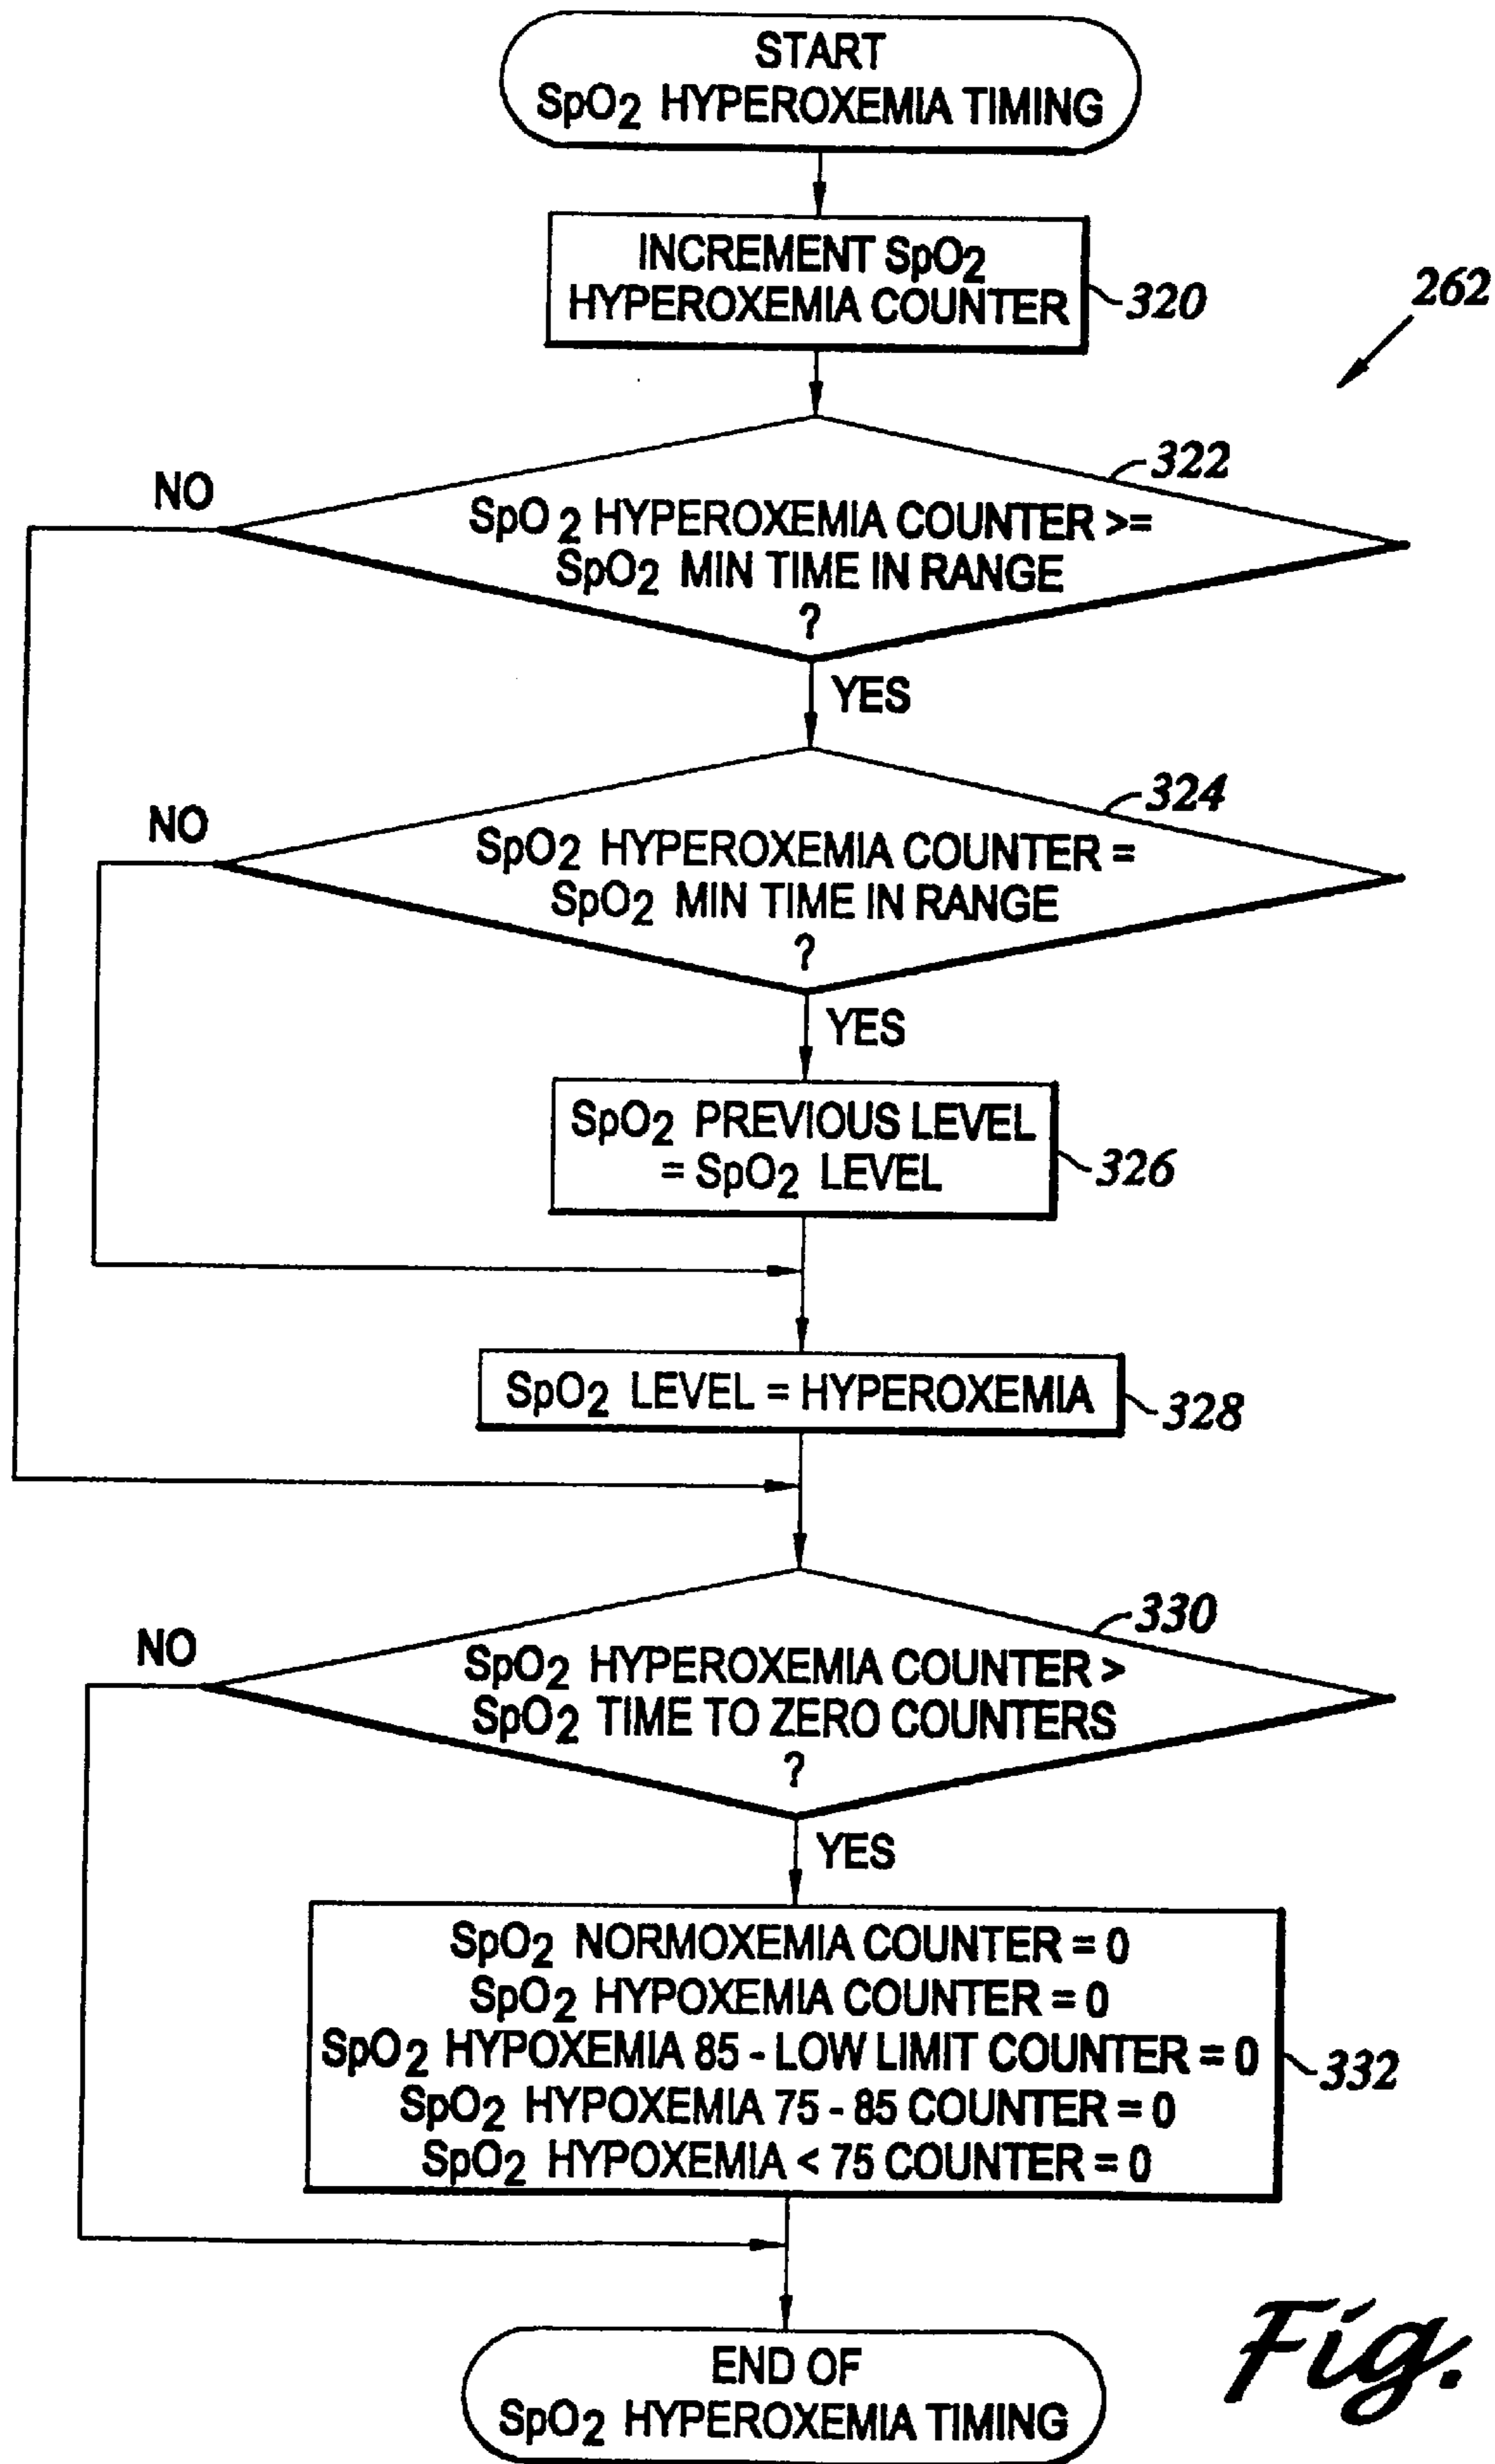 START
SpO2 HYPEROXEMIA TIMING
INCREMENT SpO2
HYPEROXEMIA COUNTER
320
262
322
NO
SpO2 HYPEROXEMIA COUNTER >=
SpO2 MIN TIME IN RANGE
?
YES
324
NO
SpO2 HYPEROXEMIA COUNTER =
SpO2 MIN TIME IN RANGE
?
YES
SpO2 PREVIOUS LEVEL
= SpO2 LEVEL
326
SpO2 LEVEL = HYPEROXEMIA
328
330
NO
SpO2 HYPEROXEMIA COUNTER >
SpO2 TIME TO ZERO COUNTERS
?
YES
SpO2 NORMOXEMIA COUNTER = 0
SpO2 HYPOXEMIA COUNTER = 0
SpO2 HYPOXEMIA 85 - LOW LIMIT COUNTER = 0
SpO2 HYPOXEMIA 75 - 85 COUNTER = 0
SpO2 HYPOXEMIA < 75 COUNTER = 0
332
END OF
SpO2 HYPEROXEMIA TIMING
Fig.